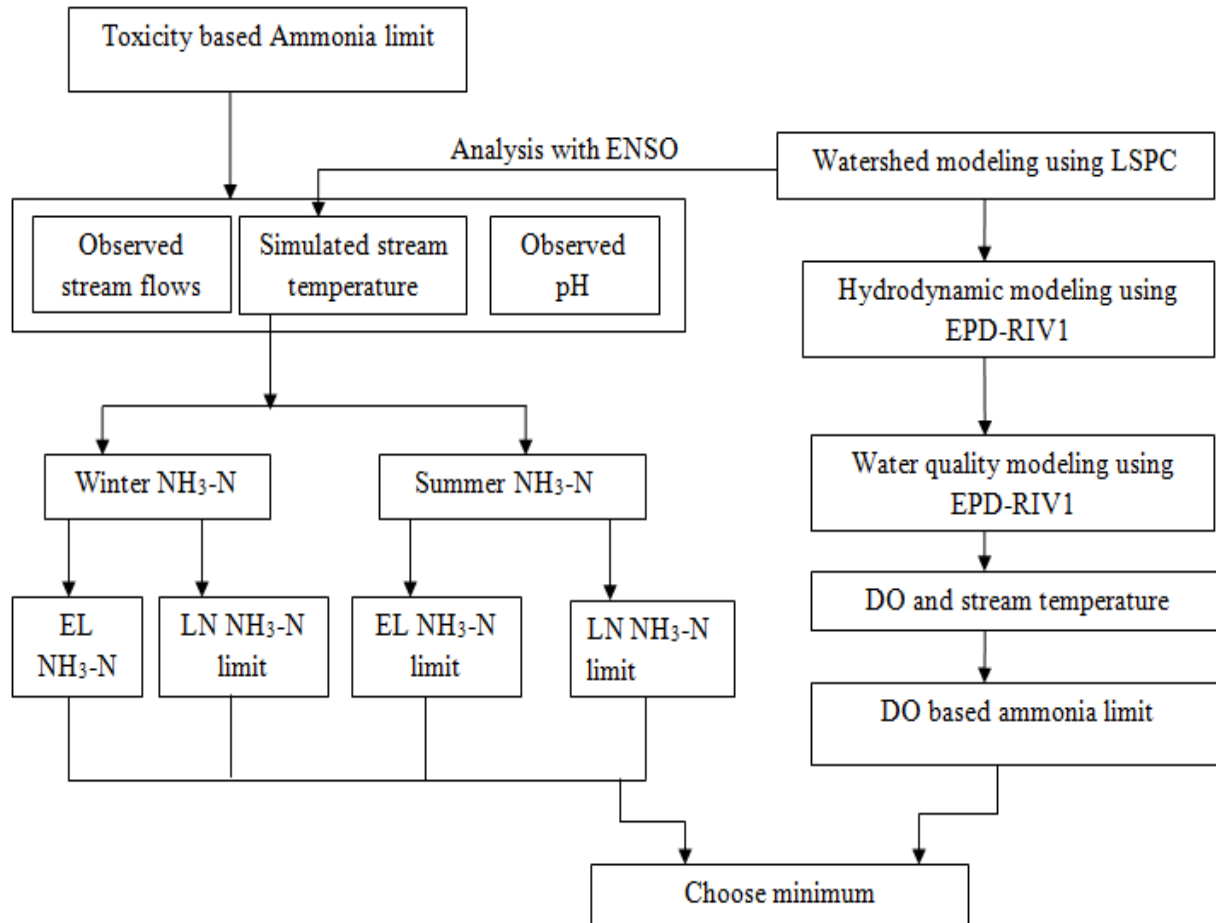 Toxicity based Ammonia limit
Analysis with ENSO
Watershed modeling using LSPC
Observed
stream flows
Simulated stream
temperature
Observed
pH
Hydrodynamic modeling using
EPD-RIV1
Winter NH₃-N
Summer NH₃-N
Water quality modeling using
EPD-RIV1
EL
NH₃-N
LN NH₃-N
limit
EL NH₃-N
limit
LN NH₃-N
limit
DO and stream temperature
DO based ammonia limit
Choose minimum